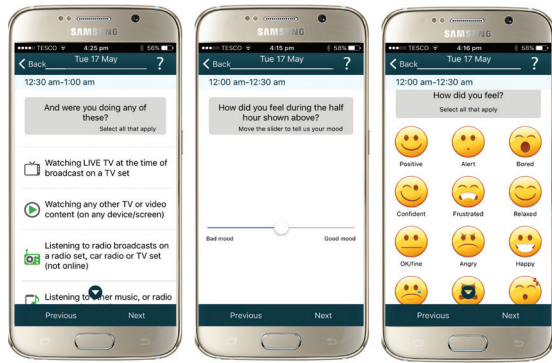 SAMSUNG
TESCO 4:25 pm 56%
Back Tue 17 May ?
12:30 am-1:00 am
And were you doing any of
these?
Select all that apply
Watching LIVE TV at the time of
broadcast on a TV set
Watching any other TV or video
content (on any device/screen)
Listening to radio broadcasts on
a radio set, car radio or TV set
(not online)
Listening to other music, or radio
Previous Next
SAMSUNG
TESCO 4:15 pm 58%
Back Tue 17 May ?
12:00 am-12:30 am
How did you feel during the half
hour shown above?
Move the slider to tell us your mood
Bad mood Good mood
Previous Next
SAMSUNG
TESCO 4:16 pm 58%
Back Tue 17 May ?
12:00 am-12:30 am
How did you feel?
Select all that apply
Positive Alert Bored
Confident Frustrated Relaxed
OK/fine Angry Happy
Previous Next